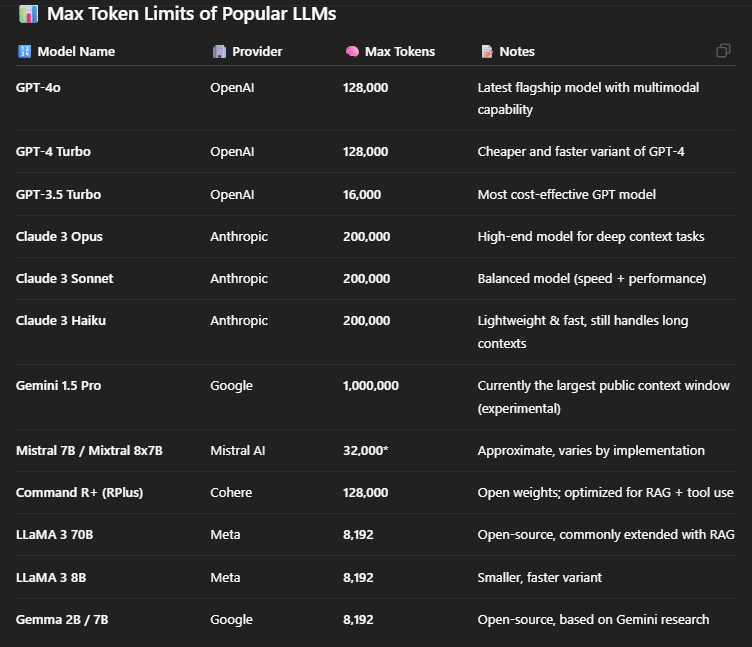 📊 Max Token Limits of Popular LLMs
🔢 Model Name 🏢 Provider 🧠 Max Tokens 📝 Notes
GPT-4o OpenAI 128,000 Latest flagship model with multimodal
capability
GPT-4 Turbo OpenAI 128,000 Cheaper and faster variant of GPT-4
GPT-3.5 Turbo OpenAI 16,000 Most cost-effective GPT model
Claude 3 Opus Anthropic 200,000 High-end model for deep context tasks
Claude 3 Sonnet Anthropic 200,000 Balanced model (speed + performance)
Claude 3 Haiku Anthropic 200,000 Lightweight & fast, still handles long
contexts
Gemini 1.5 Pro Google 1,000,000 Currently the largest public context window
(experimental)
Mistral 7B / Mixtral 8x7B Mistral AI 32,000* Approximate, varies by implementation
Command R+ (RPlus) Cohere 128,000 Open weights; optimized for RAG + tool use
LLaMA 3 70B Meta 8,192 Open-source, commonly extended with RAG
LLaMA 3 8B Meta 8,192 Smaller, faster variant
Gemma 2B / 7B Google 8,192 Open-source, based on Gemini research